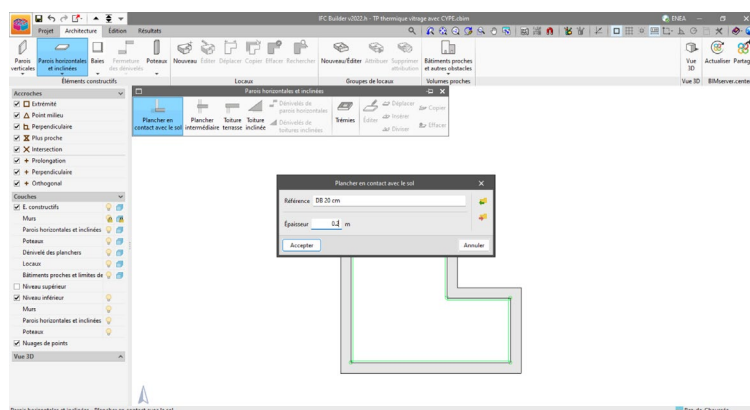 IFC Builder v2022.h - TP thermique vitrage avec CYPE.cbim
ENEA
Projet Architecture Edition Résultats
Parois verticales
Parois horizontales et inclinées
Baies
Fermeture des dénivelés
Poteaux
Nouveau Éditer Déplacer Copier Effacer Rechercher
Nouveau/Éditer Attribuer Supprimer attribution
Bâtiments proches et autres obstacles
Vue 3D
Actualiser Partag
Éléments constructifs Locaux Groupes de locaux Volumes proches Vue 3D BIMserver.center
Accroches
Extrémité
Point milieu
Perpendiculaire
Plus proche
Intersection
Prolongation
Perpendiculaire
Orthogonal
Couches
E. constructifs
Murs
Parois horizontales et inclinées
Poteaux
Dénivelé des planchers
Locaux
Bâtiments proches et limites de
Niveau supérieur
Niveau inférieur
Murs
Parois horizontales et inclinées
Poteaux
Nuages de points
Vue 3D
Parois horizontales et inclinées
Plancher en contact avec le sol
Plancher intermédiaire
Toiture terrasse
Toiture inclinée
Dénivelés de parois horizontales
Dénivelés de toitures inclinées
Trémies
Éditer
Déplacer
Insérer
Diviser
Copier
Effacer
Plancher en contact avec le sol
Référence DB 20 cm
Épaisseur 0.2 m
Accepter Annuler
Parois horizontales et inclinées - Plancher en contact avec le sol